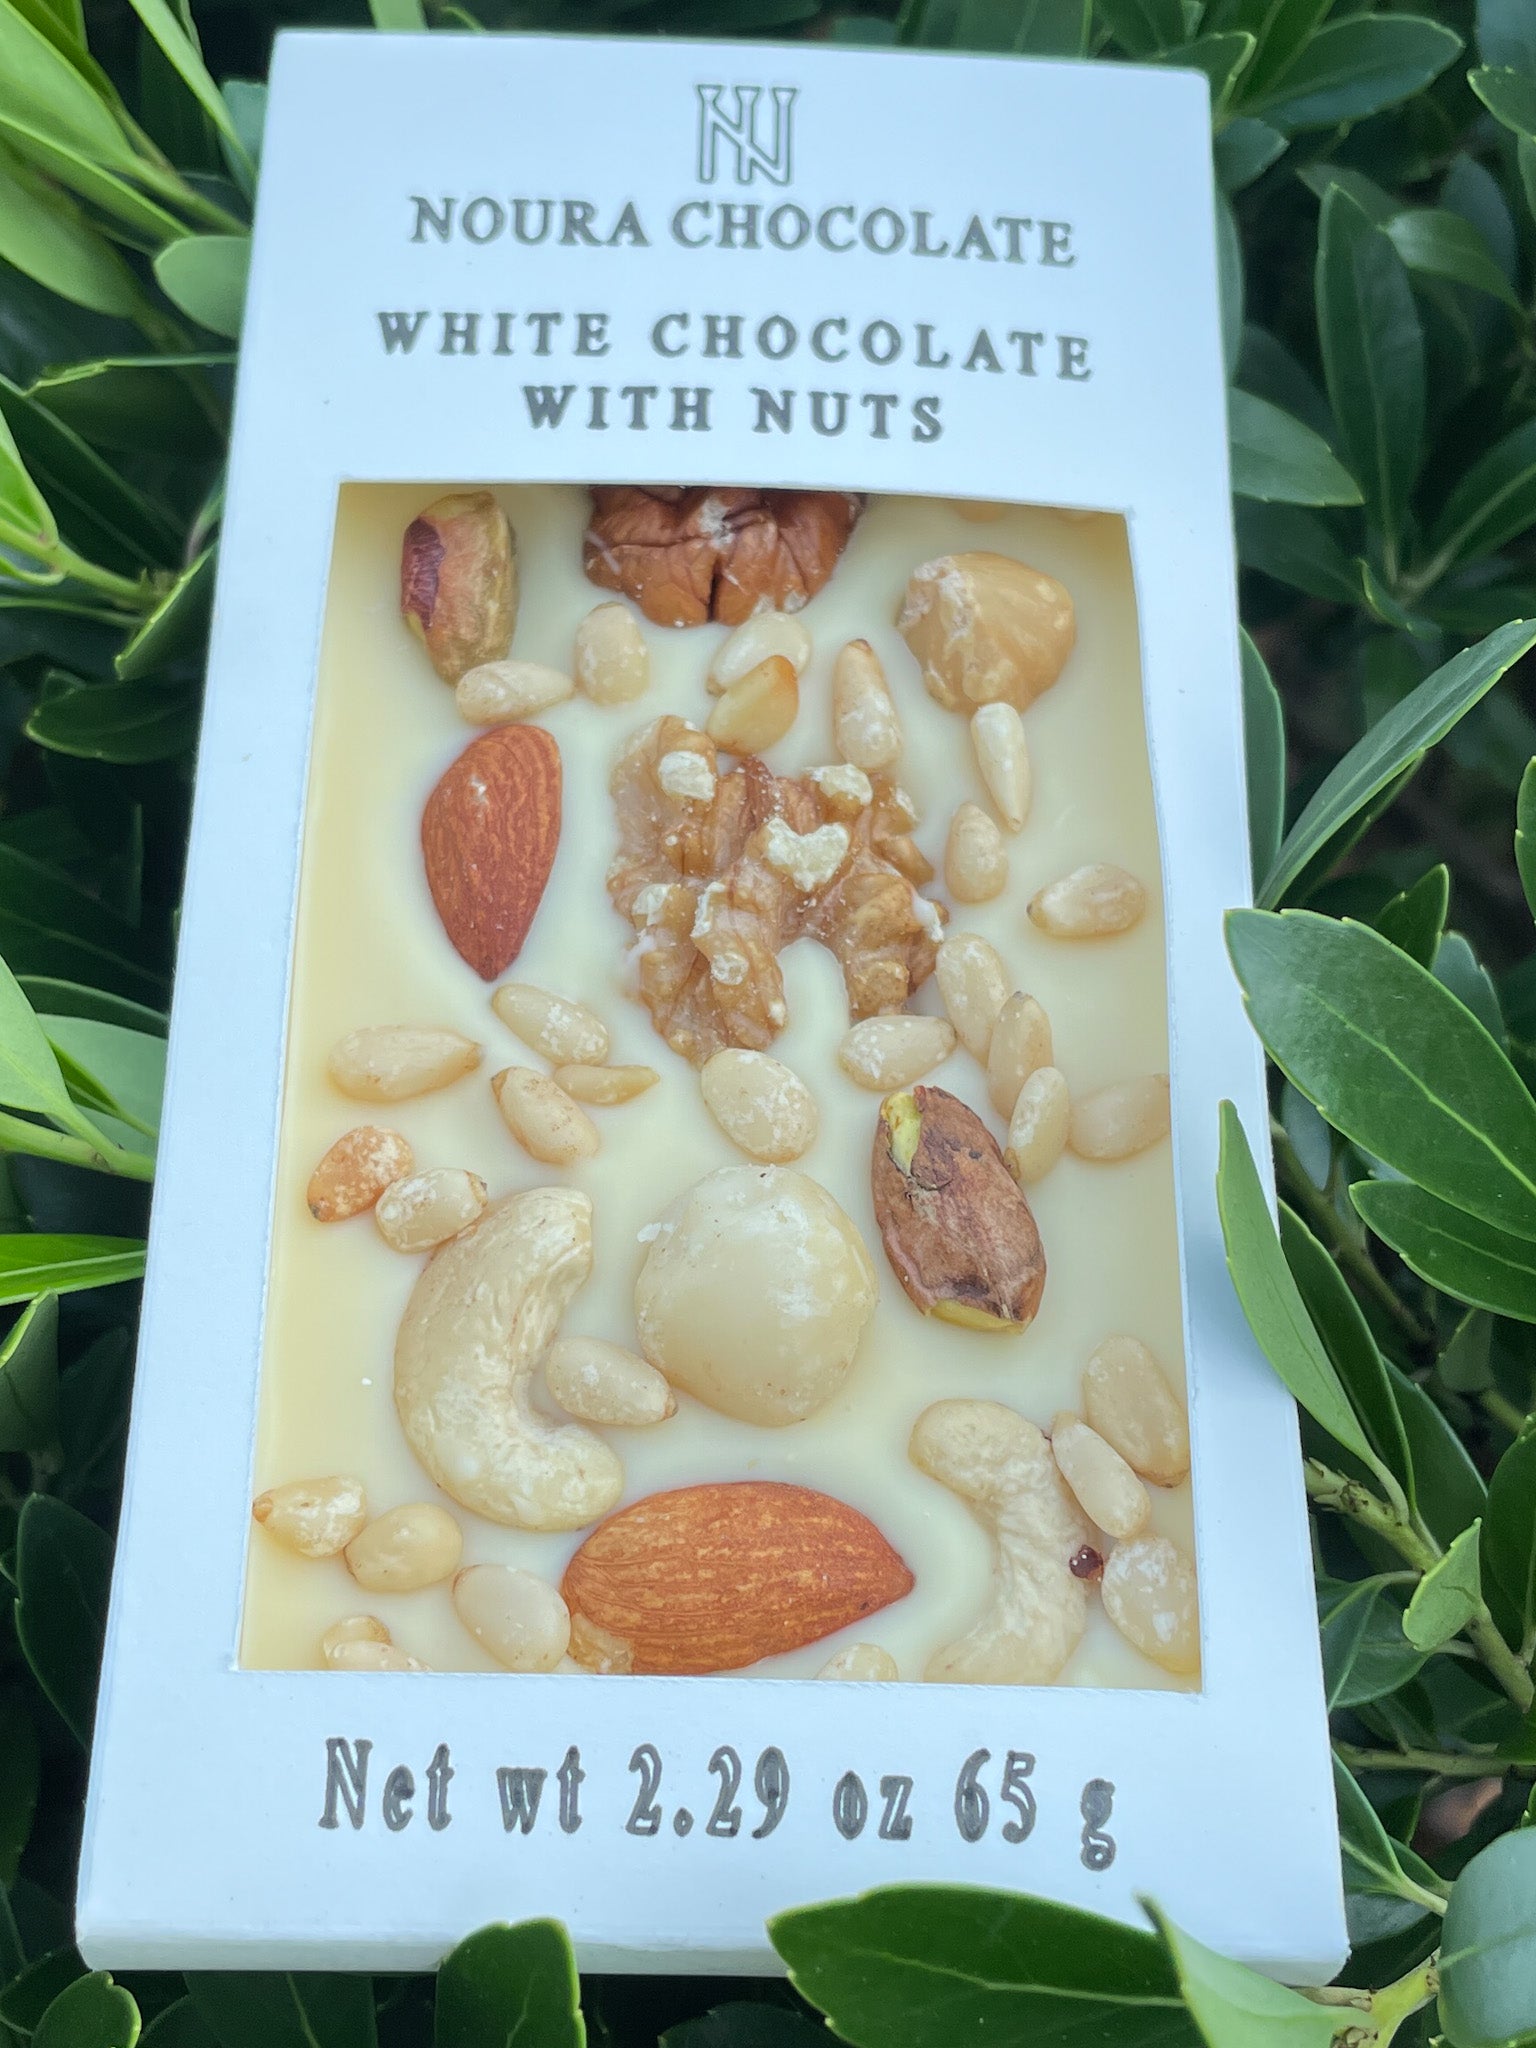 NOURA CHOCOLATE
WHITE CHOCOLATE
WITH NUTS
Net wt 2.29 oz 65 g